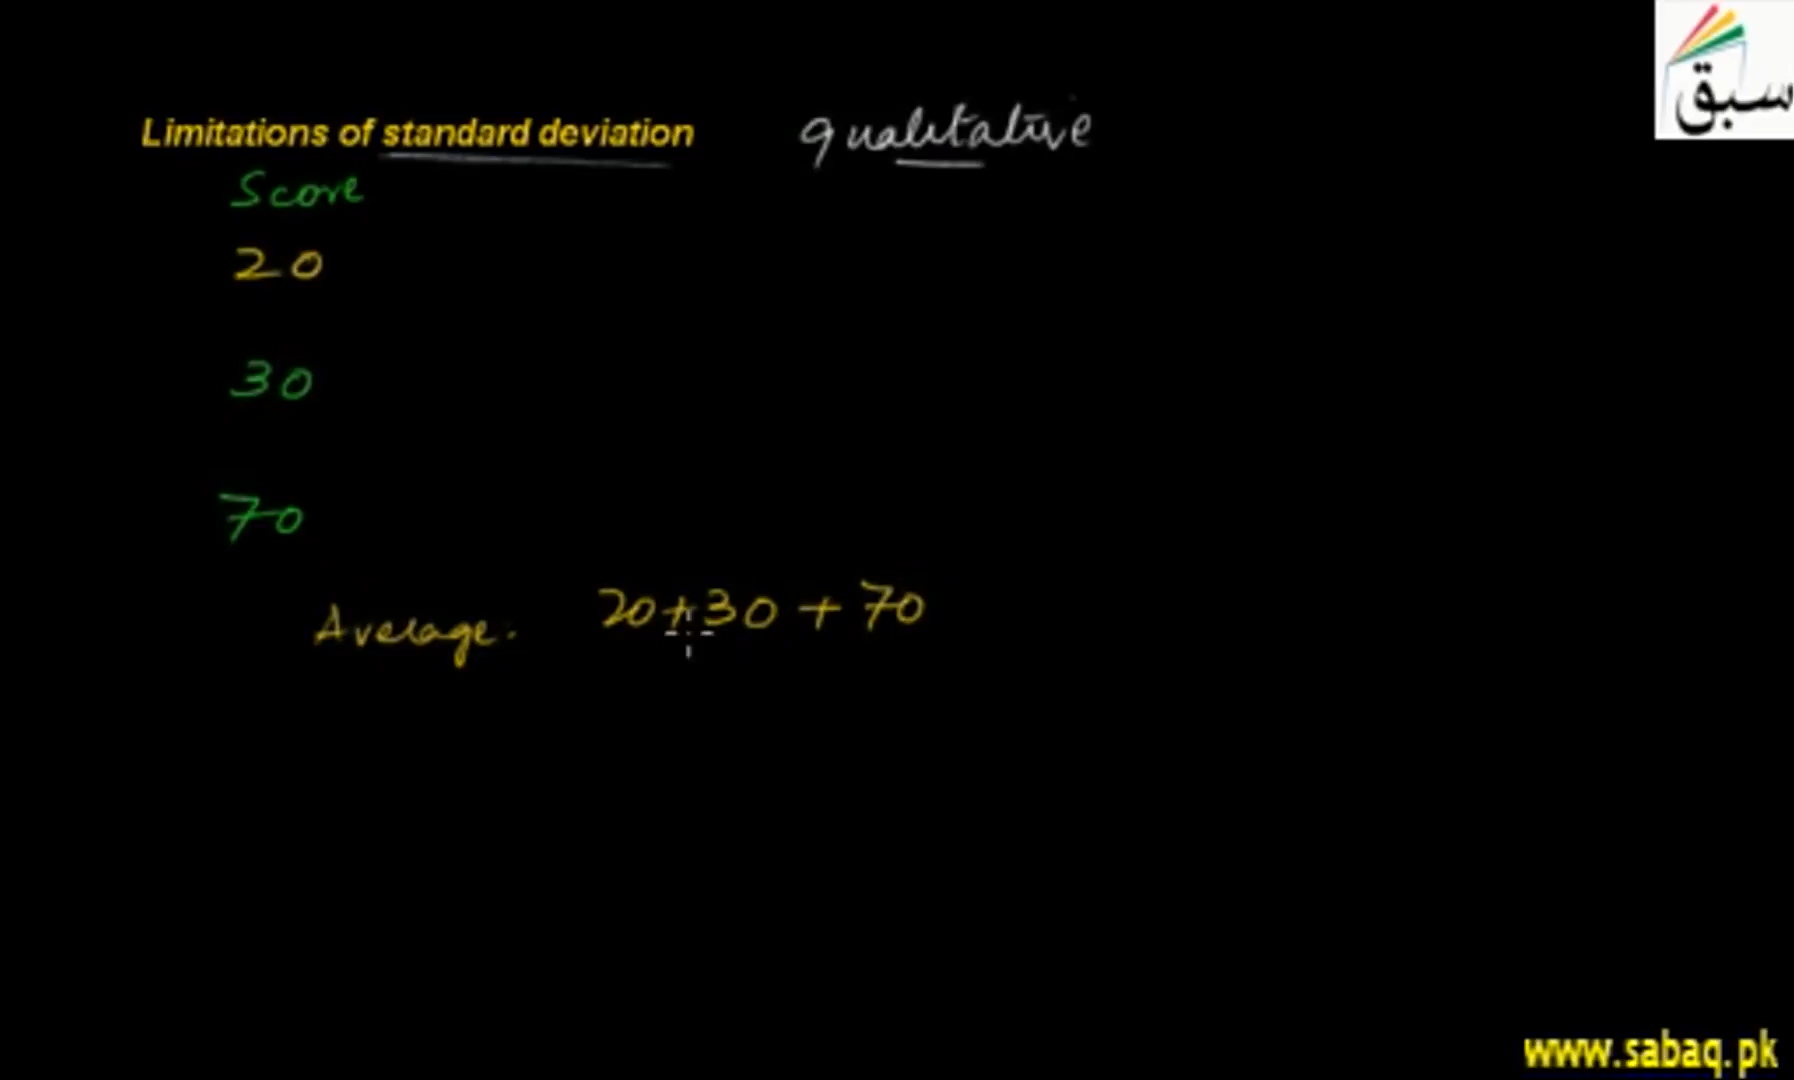 سبق
Limitations of standard deviation qualitative
Score
20
30
70
Average. 20+30+70
www.sabaq.pk